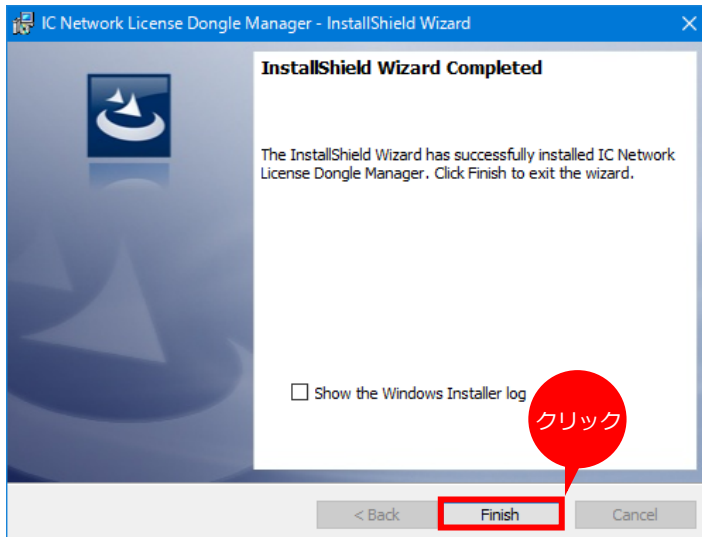 IC Network License Dongle Manager - InstallShield Wizard
InstallShield Wizard Completed
The InstallShield Wizard has successfully installed IC Network
License Dongle Manager. Click Finish to exit the wizard.
Show the Windows Installer log
クリック
< Back
Finish
Cancel